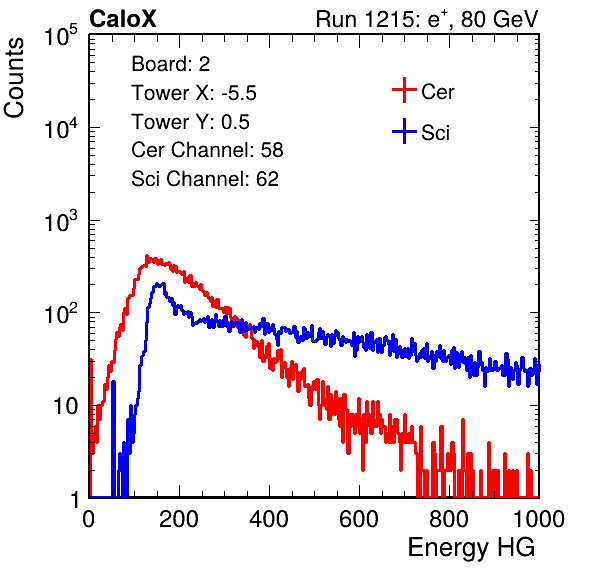 CaloX Run 1215: e⁺, 80 GeV
Counts
Board: 2
Tower X: -5.5
Tower Y: 0.5
Cer Channel: 58
Sci Channel: 62
Cer
Sci
10⁵
10⁴
10³
10²
10
1
0 200 400 600 800 1000
Energy HG